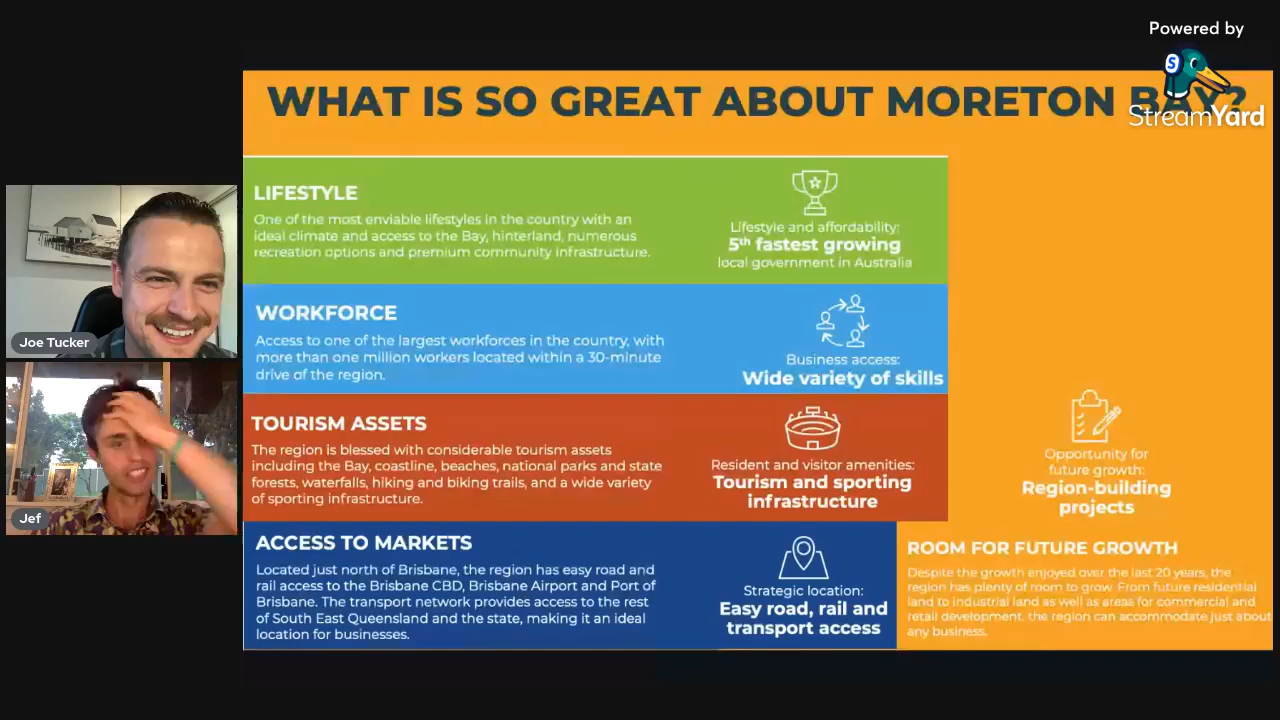 Powered by
StreamYard
WHAT IS SO GREAT ABOUT MORETON BAY?
LIFESTYLE
One of the most enviable lifestyles in the country with an
ideal climate and access to the Bay, hinterland, numerous
recreation options and premium community infrastructure.
Lifestyle and affordability:
5th fastest growing
local government in Australia
WORKFORCE
Access to one of the largest workforces in the country, with
more than one million workers located within a 30-minute
drive of the region.
Business access:
Wide variety of skills
TOURISM ASSETS
The region is blessed with considerable tourism assets
including the Bay, coastline, beaches, national parks and state
forests, waterfalls, hiking and biking trails, and a wide variety
of sporting infrastructure.
Resident and visitor amenities:
Tourism and sporting
infrastructure
ACCESS TO MARKETS
Located just north of Brisbane, the region has easy road and
rail access to the Brisbane CBD, Brisbane Airport and Port of
Brisbane. The transport network provides access to the rest
of South East Queensland and the state, making it an ideal
location for businesses.
Strategic location:
Easy road, rail and
transport access
Opportunity for
future growth:
Region-building
projects
ROOM FOR FUTURE GROWTH
Despite the growth enjoyed over the last 20 years, the
region has plenty of room to grow. From future residential
land to industrial land as well as areas for commercial and
retail development, the region can accommodate just about
any business.
Joe Tucker
Jef